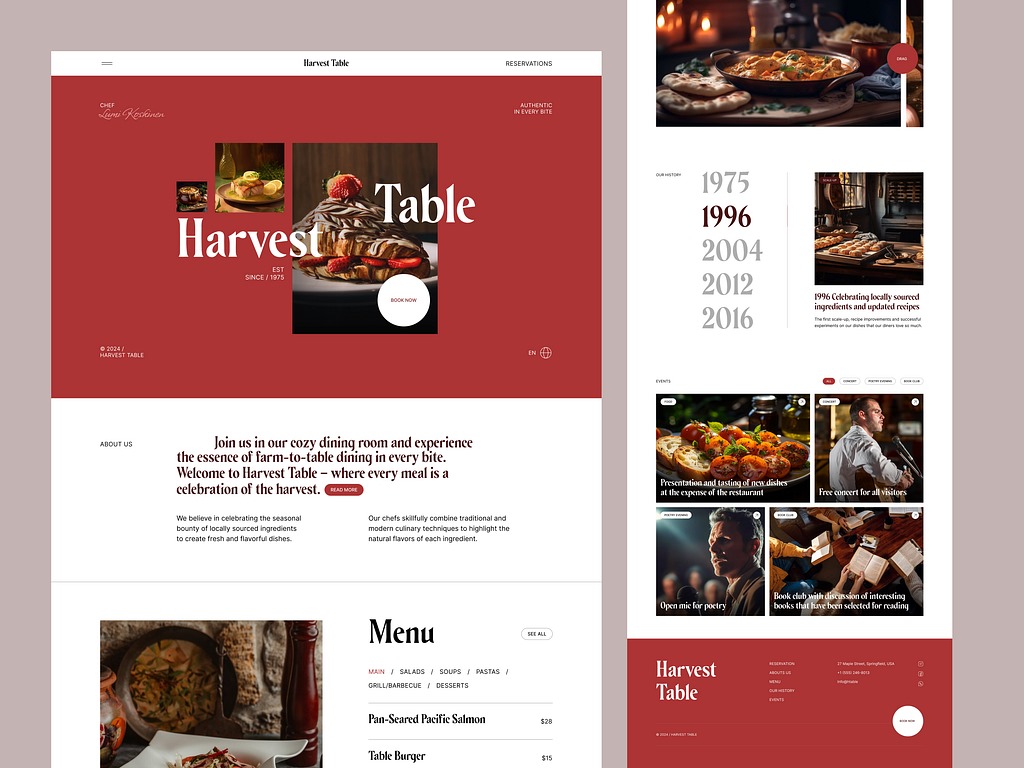 Harvest Table
RESERVATIONS
CHEF
Lumi Koskinen
AUTHENTIC
IN EVERY BITE
Table
Harvest
EST
SINCE / 1975
BOOK NOW
© 2024 /
HARVEST TABLE
EN
ABOUT US
Join us in our cozy dining room and experience
the essence of farm-to-table dining in every bite.
Welcome to Harvest Table – where every meal is a
celebration of the harvest.
READ MORE
We believe in celebrating the seasonal
bounty of locally sourced ingredients
to create fresh and flavorful dishes.
Our chefs skillfully combine traditional and
modern culinary techniques to highlight the
natural flavors of each ingredient.
Menu
SEE ALL
MAIN / SALADS / SOUPS / PASTAS /
GRILL/BARBECUE / DESSERTS
Pan-Seared Pacific Salmon
$28
Table Burger
$15
DRAG
OUR HISTORY
1975
1996
2004
2012
2016
SCALE-UP
1996 Celebrating locally sourced
ingredients and updated recipes
The first scale-up, recipe improvements and successful
experiments on our dishes that our diners love so much.
EVENTS
ALL
CONCERT
POETRY EVENING
BOOK CLUB
FOOD
Presentation and tasting of new dishes
at the expense of the restaurant
CONCERT
Free concert for all visitors
POETRY EVENING
Open mic for poetry
BOOK CLUB
Book club with discussion of interesting
books that have been selected for reading
Harvest
Table
RESERVATION
ABOUTS US
MENU
OUR HISTORY
EVENTS
27 Maple Street, Springfield, USA
+1 (555) 246-8013
BOOK NOW
© 2024 / HARVEST TABLE